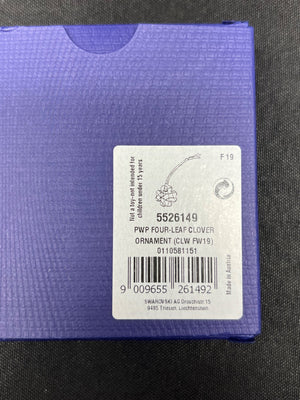 F 19
Not a toy-not intended for
children under 15 years.
5526149
PWP FOUR-LEAF CLOVER
ORNAMENT (CLW FW19)
0110581151
9 009655 261492
Made in Austria
SWAROVSKI AG Droschistr.15
9495 Triesen, Liechtenstein